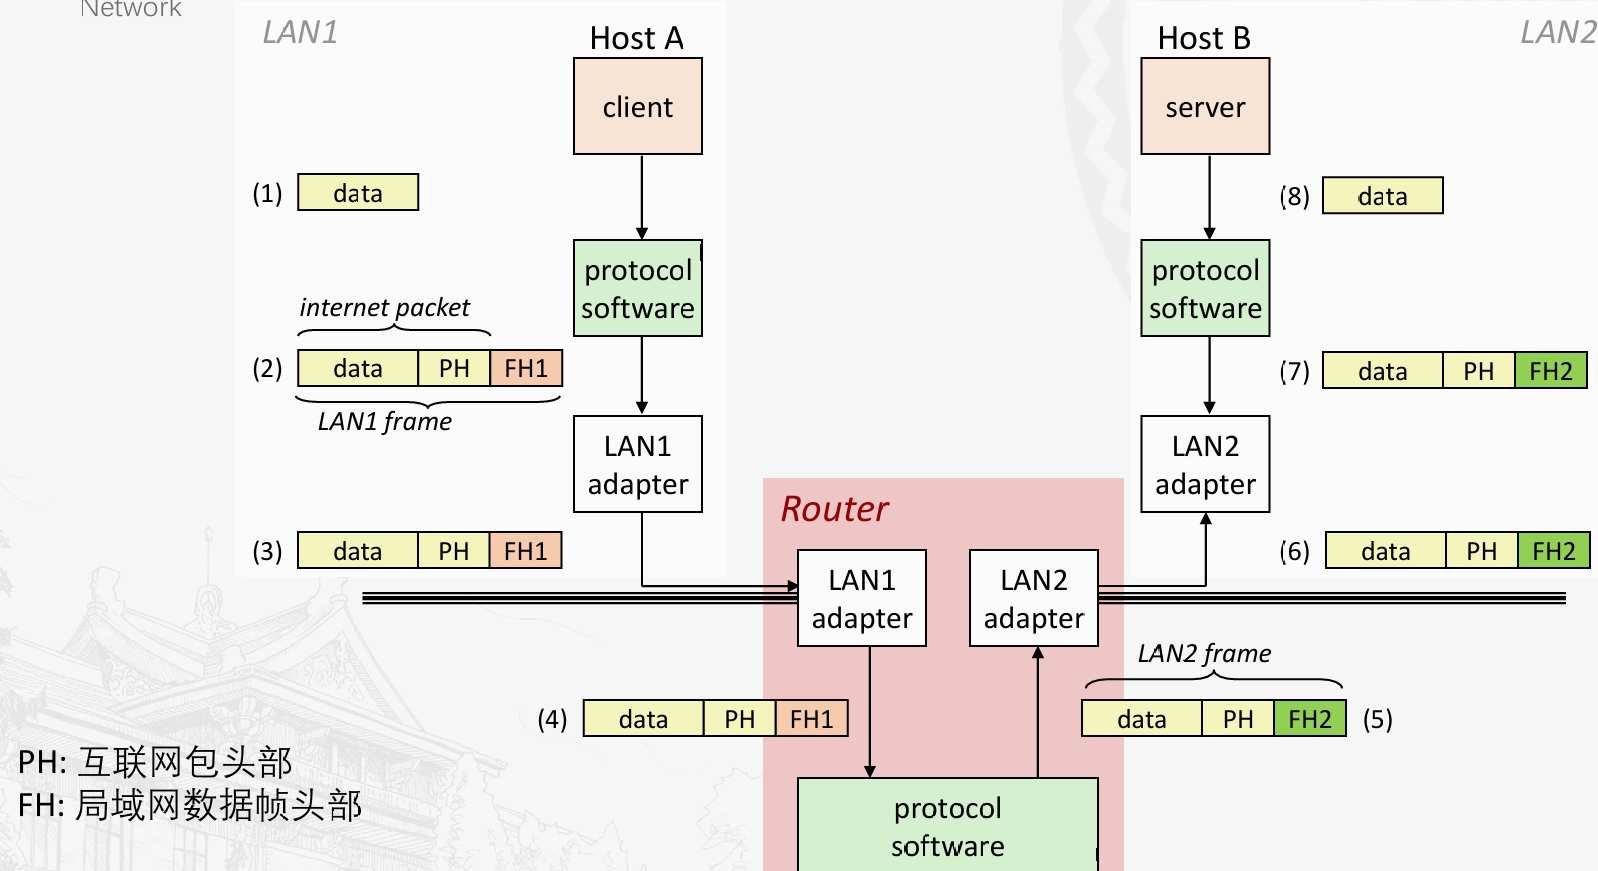 Network
LAN1
Host A
Host B
LAN2
client
server
(1) data
(8) data
protocol
software
protocol
software
internet packet
(2) data PH FH1
(7) data PH FH2
LAN1 frame
LAN1
adapter
LAN2
adapter
Router
(3) data PH FH1
(6) data PH FH2
LAN1
adapter
LAN2
adapter
LAN2 frame
(4) data PH FH1
data PH FH2 (5)
PH: 互联网包头部
FH: 局域网数据帧头部
protocol
software